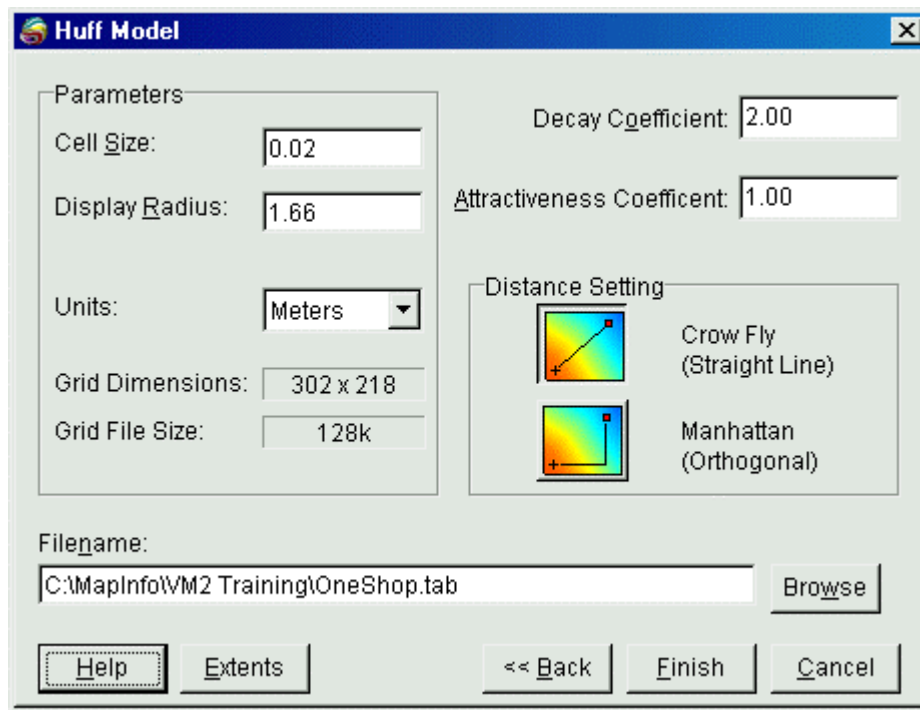 Huff Model
Parameters
Cell Size:
0.02
Display Radius:
1.66
Units:
Meters
Grid Dimensions:
302 x 218
Grid File Size:
128k
Decay Coefficient:
2.00
Attractiveness Coefficent:
1.00
Distance Setting
Crow Fly
(Straight Line)
Manhattan
(Orthogonal)
Filename:
C:\MapInfo\VM2 Training\OneShop.tab
Browse
Help
Extents
<< Back
Finish
Cancel